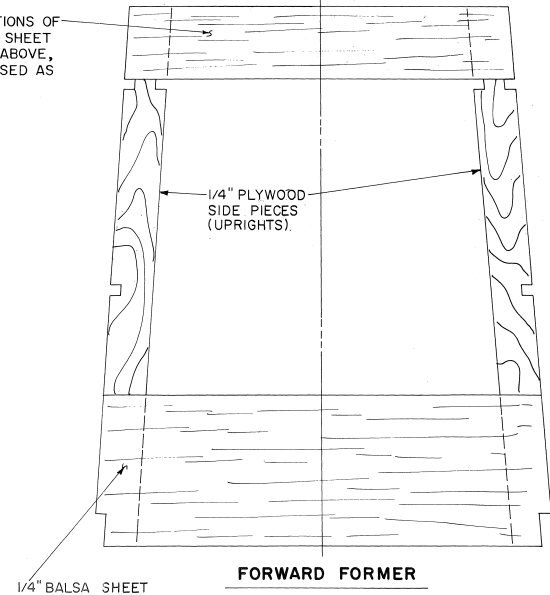 TIONS OF
SHEET
ABOVE,
SED AS
1/4" PLYWOOD
SIDE PIECES
(UPRIGHTS).
1/4" BALSA SHEET
FORWARD FORMER